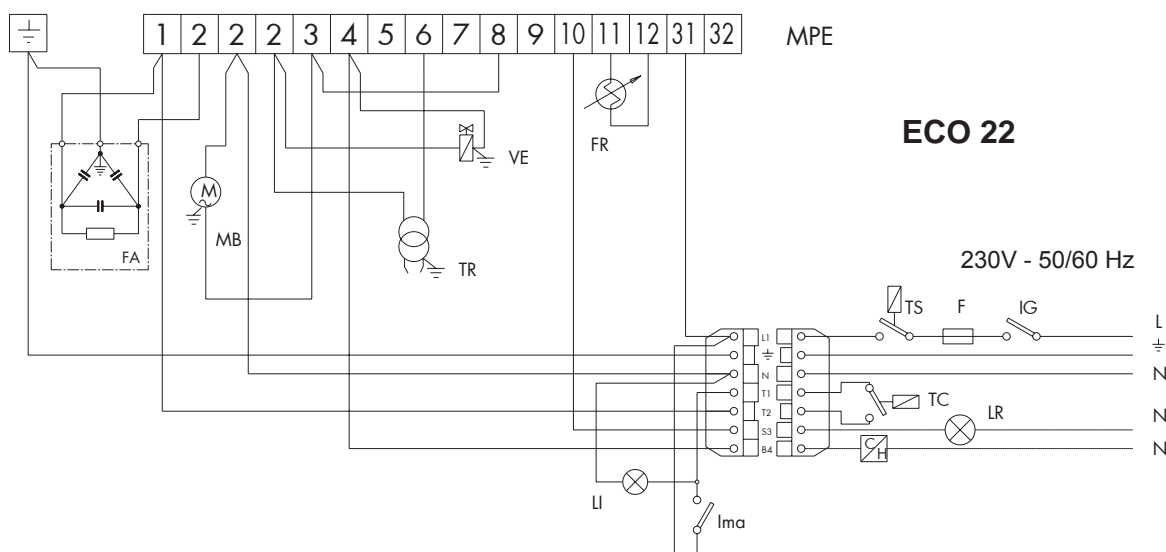 1 2 2 2 3 4 5 6 7 8 9 10 11 12 31 32 MPE
ECO 22
FR
VE
M
MB
FA
TR
230V - 50/60 Hz
TS F IG
L1 L
N N
T1
TC
T2 LR N
S3
B4 C/H N
LI
Ima